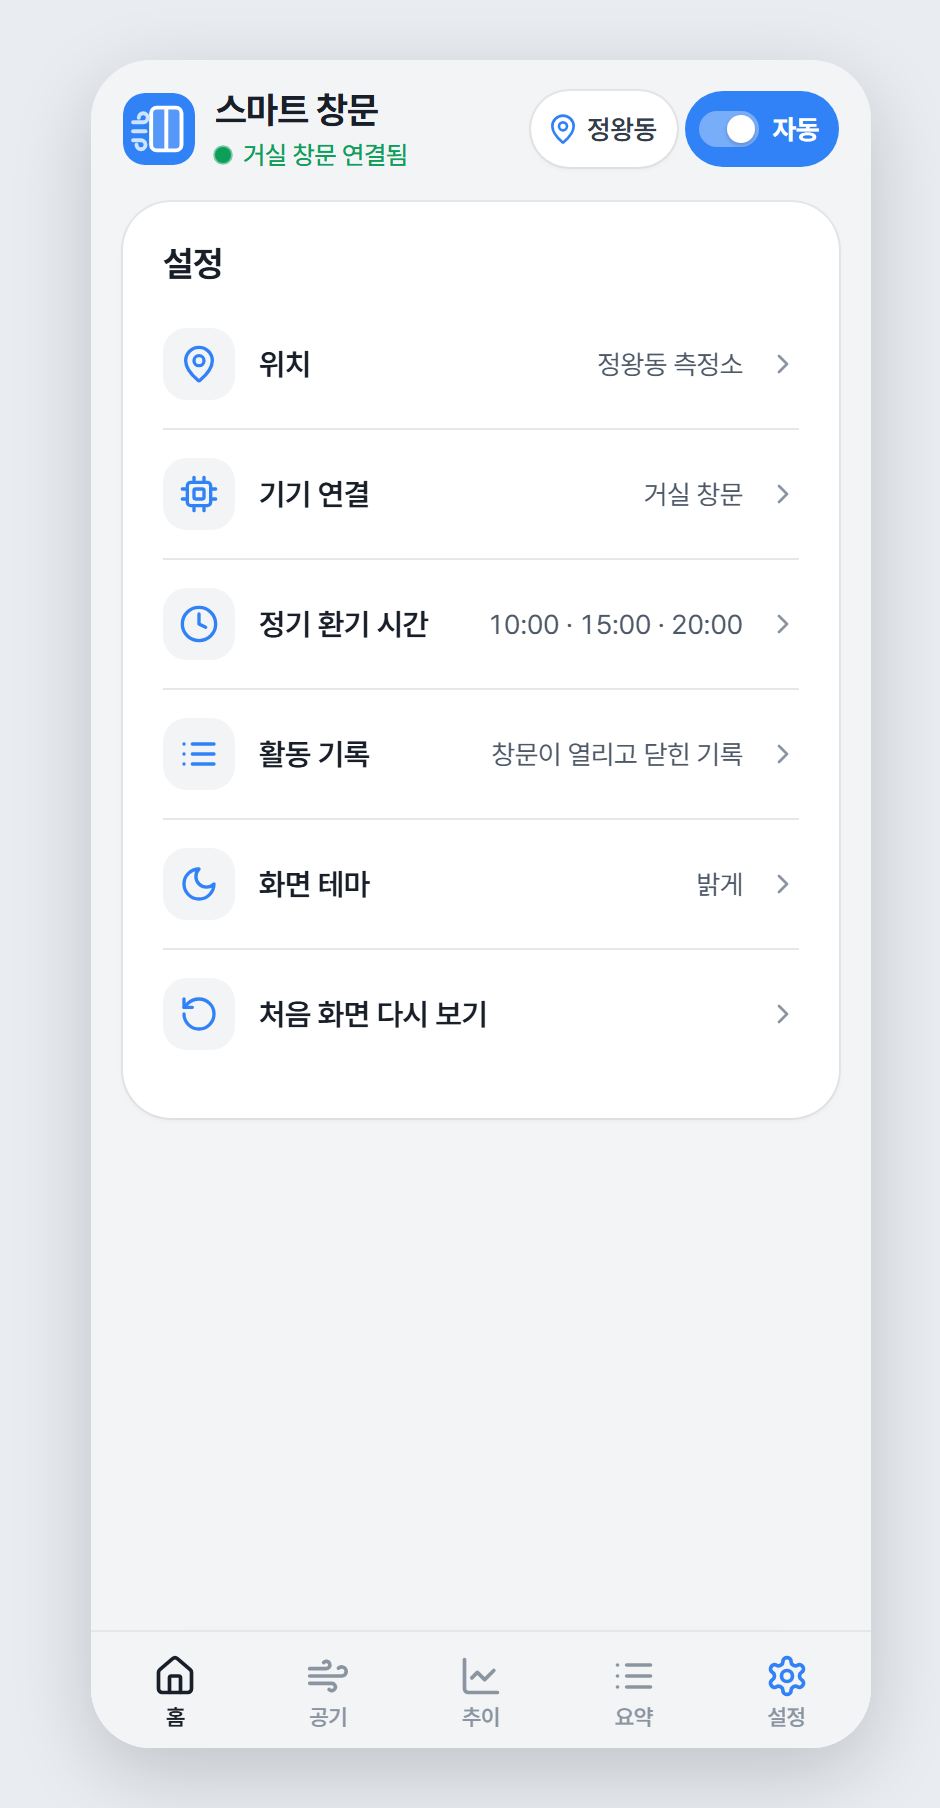 스마트 창문
거실 창문 연결됨
정왕동
자동
설정
위치
정왕동 측정소
기기 연결
거실 창문
정기 환기 시간
10:00 · 15:00 · 20:00
활동 기록
창문이 열리고 닫힌 기록
화면 테마
밝게
처음 화면 다시 보기
홈
공기
추이
요약
설정